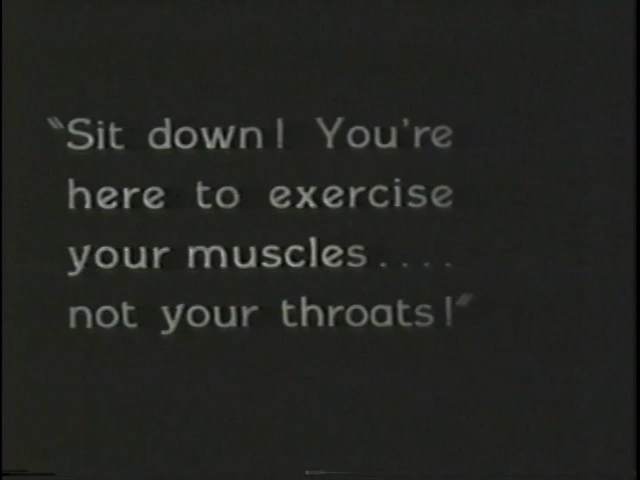 "Sit down! You're
here to exercise
your muscles....
not your throats!"